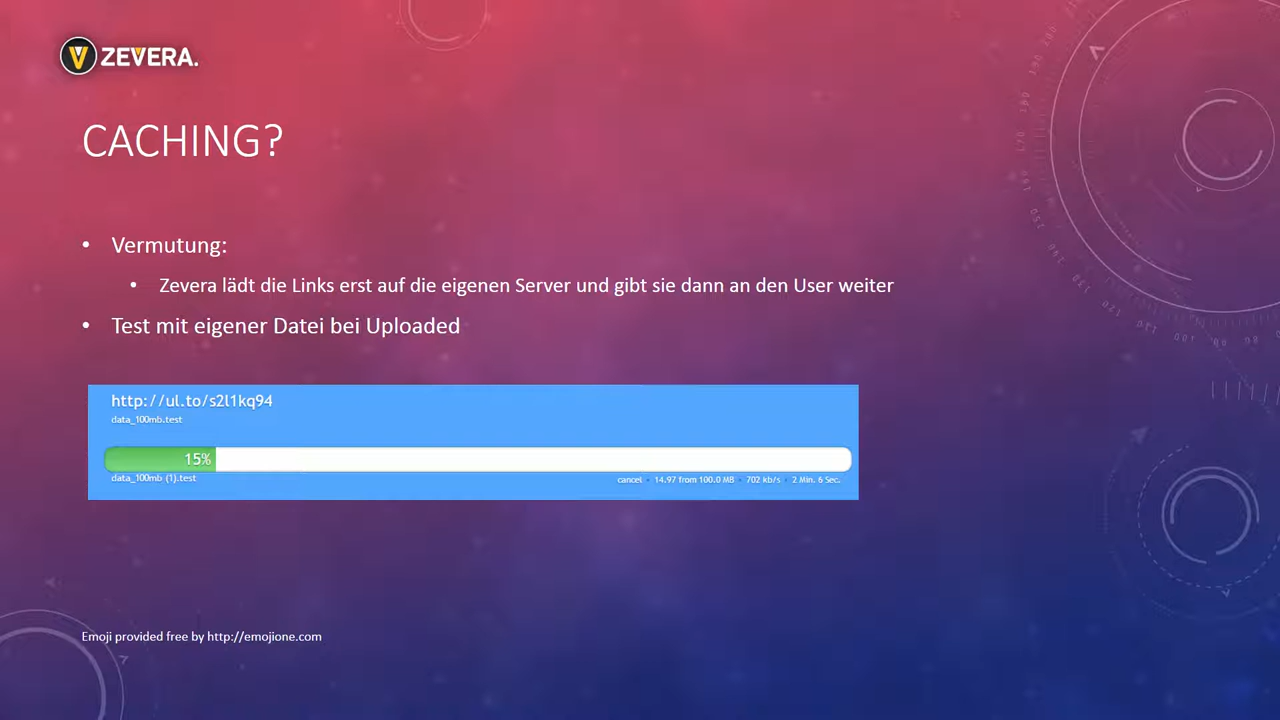 ZEVERA.
CACHING?
• Vermutung:
• Zevera lädt die Links erst auf die eigenen Server und gibt sie dann an den User weiter
• Test mit eigener Datei bei Uploaded
http://ul.to/s2l1kq94
data_100mb.test
15%
data_100mb (1).test
cancel • 14.97 from 100.0 MB • 702 kb/s • 2 Min. 6 Sec.
Emoji provided free by http://emojione.com